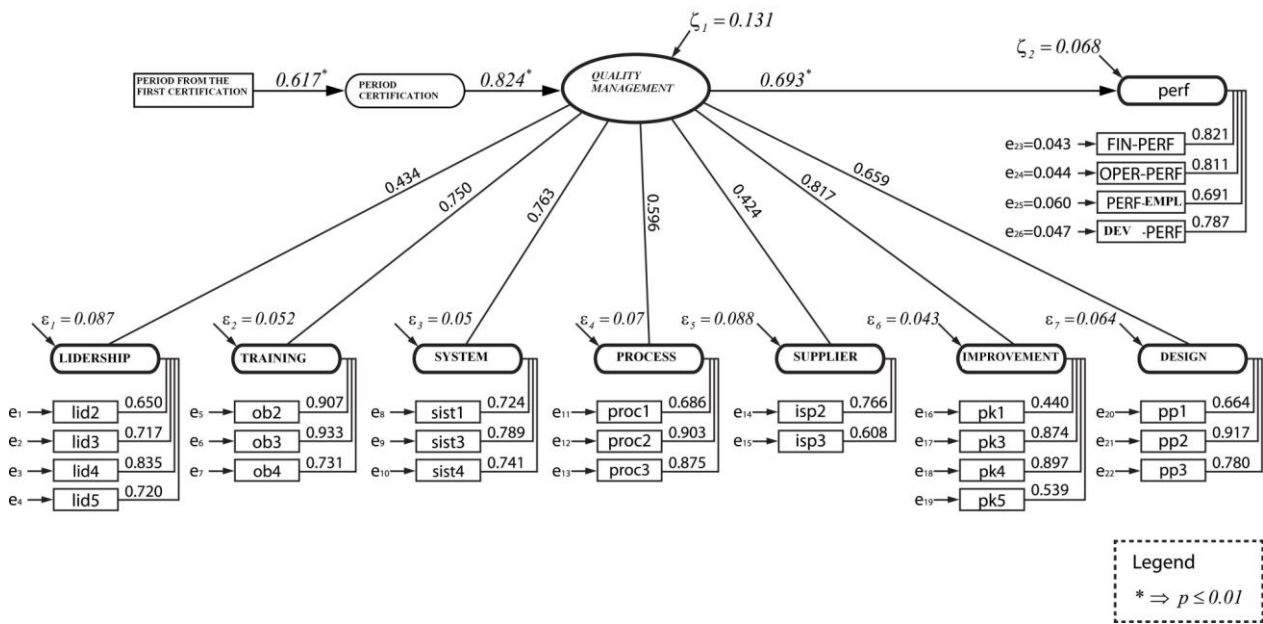 ζ1 = 0.131
ζ2 = 0.068
PERIOD FROM THE
FIRST CERTIFICATION
0.617*
PERIOD
CERTIFICATION
0.824*
QUALITY
MANAGEMENT
0.693*
perf
e23=0.043
FIN-PERF
0.821
e24=0.044
OPER-PERF
0.811
e25=0.060
PERF-EMPL
0.691
e26=0.047
DEV -PERF
0.787
0.434
0.750
0.763
0.596
0.424
0.817
0.659
ε1 = 0.087
ε2 = 0.052
ε3 = 0.05
ε4 = 0.07
ε5 = 0.088
ε6 = 0.043
ε7 = 0.064
LIDERSHIP
TRAINING
SYSTEM
PROCESS
SUPPLIER
IMPROVEMENT
DESIGN
e1 lid2 0.650
e2 lid3 0.717
e3 lid4 0.835
e4 lid5 0.720
e5 ob2 0.907
e6 ob3 0.933
e7 ob4 0.731
e8 sist1 0.724
e9 sist3 0.789
e10 sist4 0.741
e11 proc1 0.686
e12 proc2 0.903
e13 proc3 0.875
e14 isp2 0.766
e15 isp3 0.608
e16 pk1 0.440
e17 pk3 0.874
e18 pk4 0.897
e19 pk5 0.539
e20 pp1 0.664
e21 pp2 0.917
e22 pp3 0.780
Legend
* ⇒ p ≤ 0.01